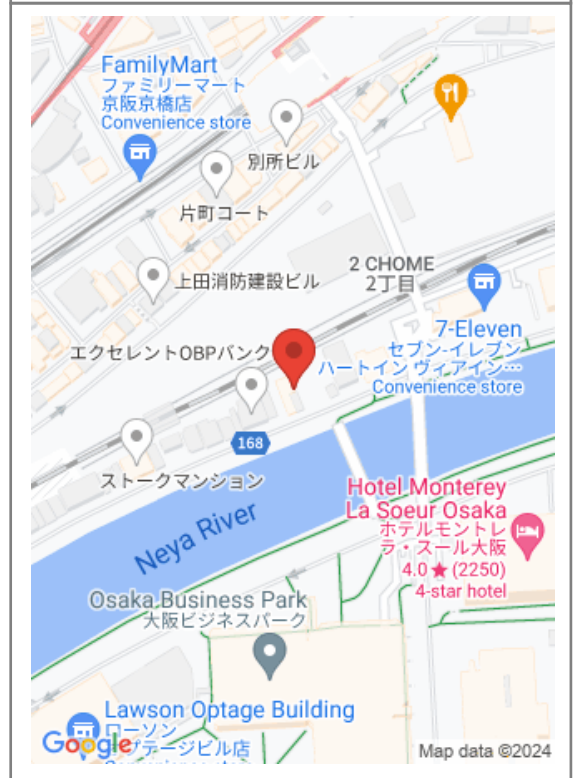 FamilyMart
ファミリーマート
京阪京橋店
Convenience store
別所ビル
片町コート
上田消防建設ビル
2 CHOME
2丁目
7-Eleven
セブン-イレブン
ハートイン ヴィアイン…
Convenience store
エクセレントOBPバンク
168
ストークマンション
Neya River
Hotel Monterey
La Soeur Osaka
ホテルモントレ
ラ・スール大阪
4.0★(2250)
4-star hotel
Osaka Business Park
大阪ビジネスパーク
Lawson Optage Building
ローソン
プテージビル店
Convenience store
Google
Map data ©2024